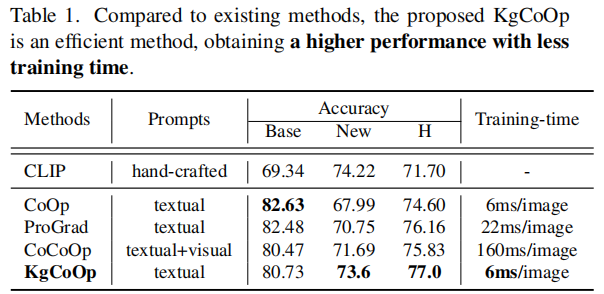 Table 1. Compared to existing methods, the proposed KgCoOp
is an efficient method, obtaining a higher performance with less
training time.
Methods Prompts Accuracy Training-time
Base New H
CLIP hand-crafted 69.34 74.22 71.70 -
CoOp textual 82.63 67.99 74.60 6ms/image
ProGrad textual 82.48 70.75 76.16 22ms/image
CoCoOp textual+visual 80.47 71.69 75.83 160ms/image
KgCoOp textual 80.73 73.6 77.0 6ms/image